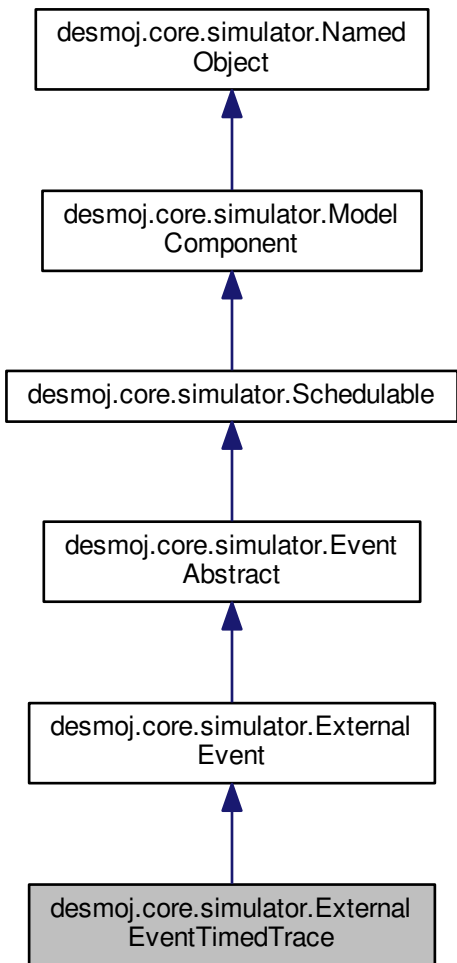 desmoj.core.simulator.Named
Object
desmoj.core.simulator.Model
Component
desmoj.core.simulator.Schedulable
desmoj.core.simulator.Event
Abstract
desmoj.core.simulator.External
Event
desmoj.core.simulator.External
EventTimedTrace